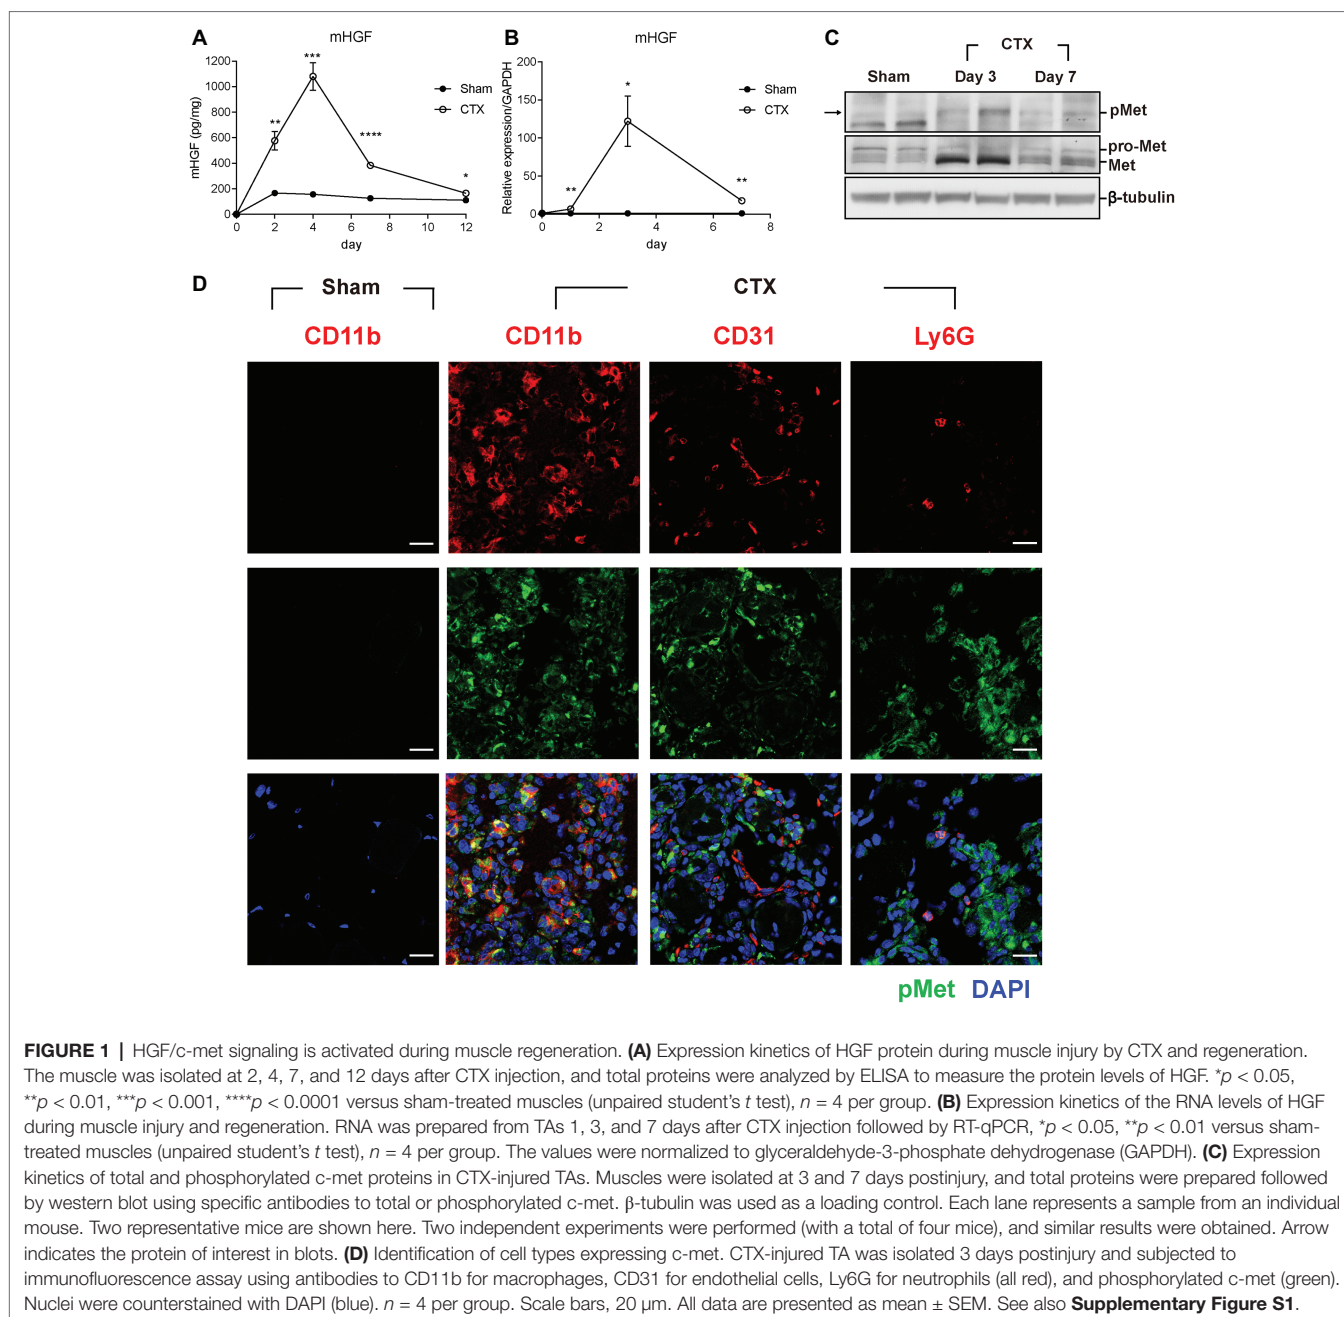 A
mHGF
***
**
****
*
1200
1000
800
600
400
200
0
mHGF (pg/mg)
0 2 4 6 8 10 12
day
Sham
CTX
B
mHGF
*
**
**
200
150
100
50
0
Relative expression/GAPDH
0 2 4 6 8
day
Sham
CTX
C
CTX
Sham Day 3 Day 7
pMet
pro-Met
Met
β-tubulin
D
Sham CTX
CD11b CD11b CD31 Ly6G
pMet DAPI
FIGURE 1 | HGF/c-met signaling is activated during muscle regeneration. (A) Expression kinetics of HGF protein during muscle injury by CTX and regeneration.
The muscle was isolated at 2, 4, 7, and 12 days after CTX injection, and total proteins were analyzed by ELISA to measure the protein levels of HGF. *p < 0.05,
**p < 0.01, ***p < 0.001, ****p < 0.0001 versus sham-treated muscles (unpaired student's t test), n = 4 per group. (B) Expression kinetics of the RNA levels of HGF
during muscle injury and regeneration. RNA was prepared from TAs 1, 3, and 7 days after CTX injection followed by RT-qPCR, *p < 0.05, **p < 0.01 versus sham-
treated muscles (unpaired student's t test), n = 4 per group. The values were normalized to glyceraldehyde-3-phosphate dehydrogenase (GAPDH). (C) Expression
kinetics of total and phosphorylated c-met proteins in CTX-injured TAs. Muscles were isolated at 3 and 7 days postinjury, and total proteins were prepared followed
by western blot using specific antibodies to total or phosphorylated c-met. β-tubulin was used as a loading control. Each lane represents a sample from an individual
mouse. Two representative mice are shown here. Two independent experiments were performed (with a total of four mice), and similar results were obtained. Arrow
indicates the protein of interest in blots. (D) Identification of cell types expressing c-met. CTX-injured TA was isolated 3 days postinjury and subjected to
immunofluorescence assay using antibodies to CD11b for macrophages, CD31 for endothelial cells, Ly6G for neutrophils (all red), and phosphorylated c-met (green).
Nuclei were counterstained with DAPI (blue). n = 4 per group. Scale bars, 20 μm. All data are presented as mean ± SEM. See also Supplementary Figure S1.